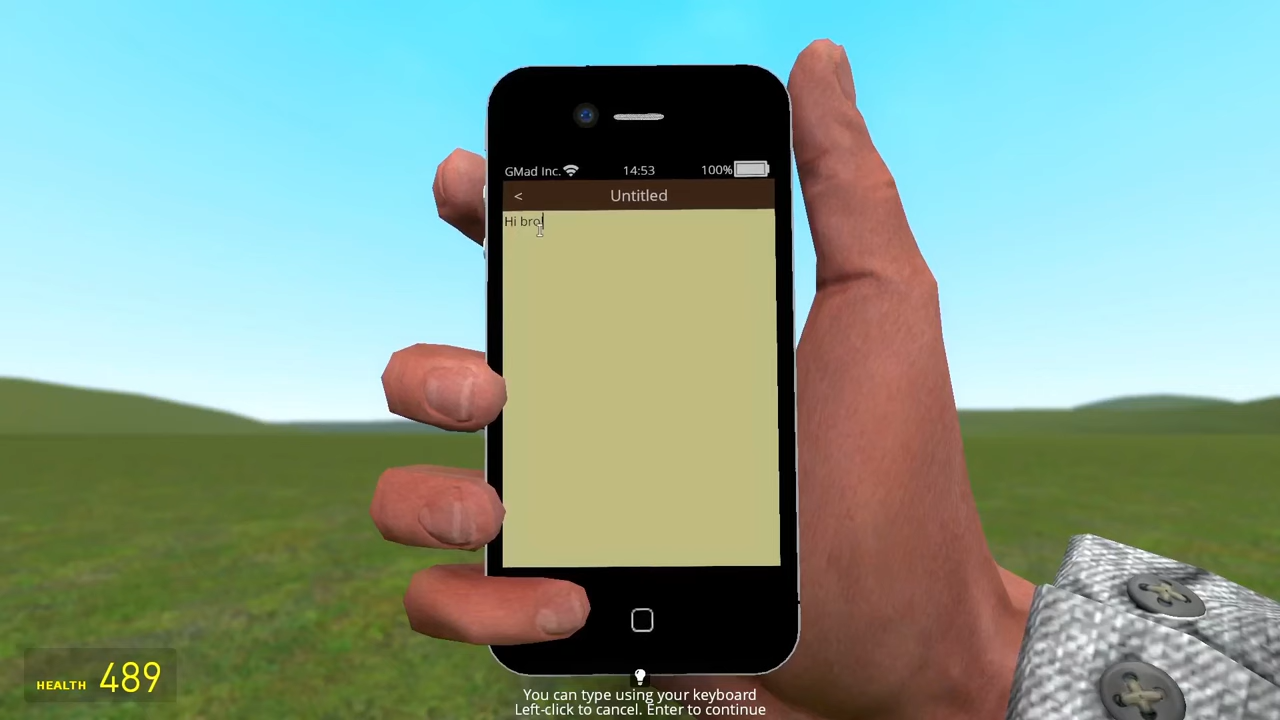 GMad Inc. 14:53 100%
< Untitled
Hi bro!
HEALTH 489
You can type using your keyboard
Left-click to cancel. Enter to continue